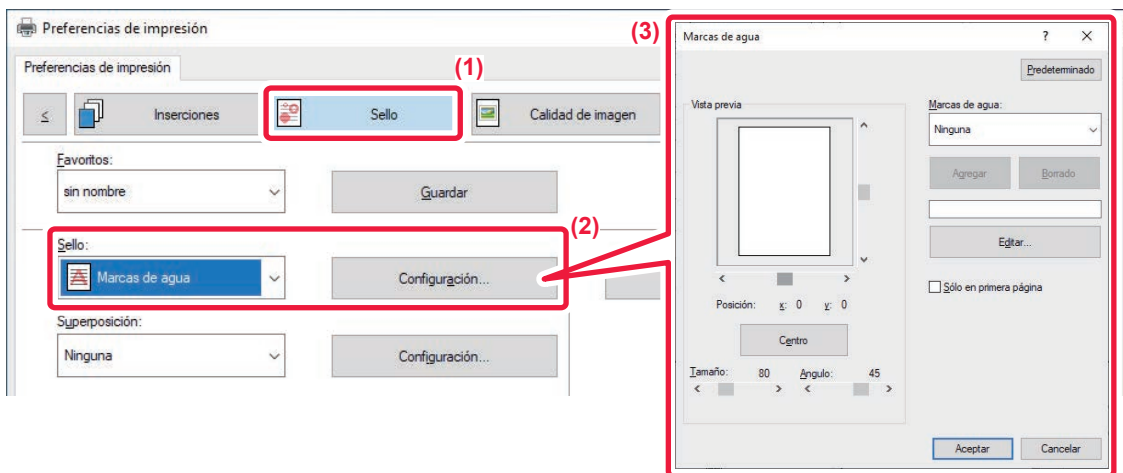 Preferencias de impresión
Preferencias de impresión
(1)
≤
Inserciones
Sello
Calidad de imagen
Favoritos:
sin nombre
Guardar
(2)
Sello:
Marcas de agua
Configuración...
Superposición:
Ninguna
Configuración...
(3)
Marcas de agua
?
Predeterminado
Vista previa
Marcas de agua:
Ninguna
Agregar
Borrado
Editar...
Sólo en primera página
Posición: x: 0 y: 0
Centro
Tamaño: 80 Angulo: 45
Aceptar
Cancelar